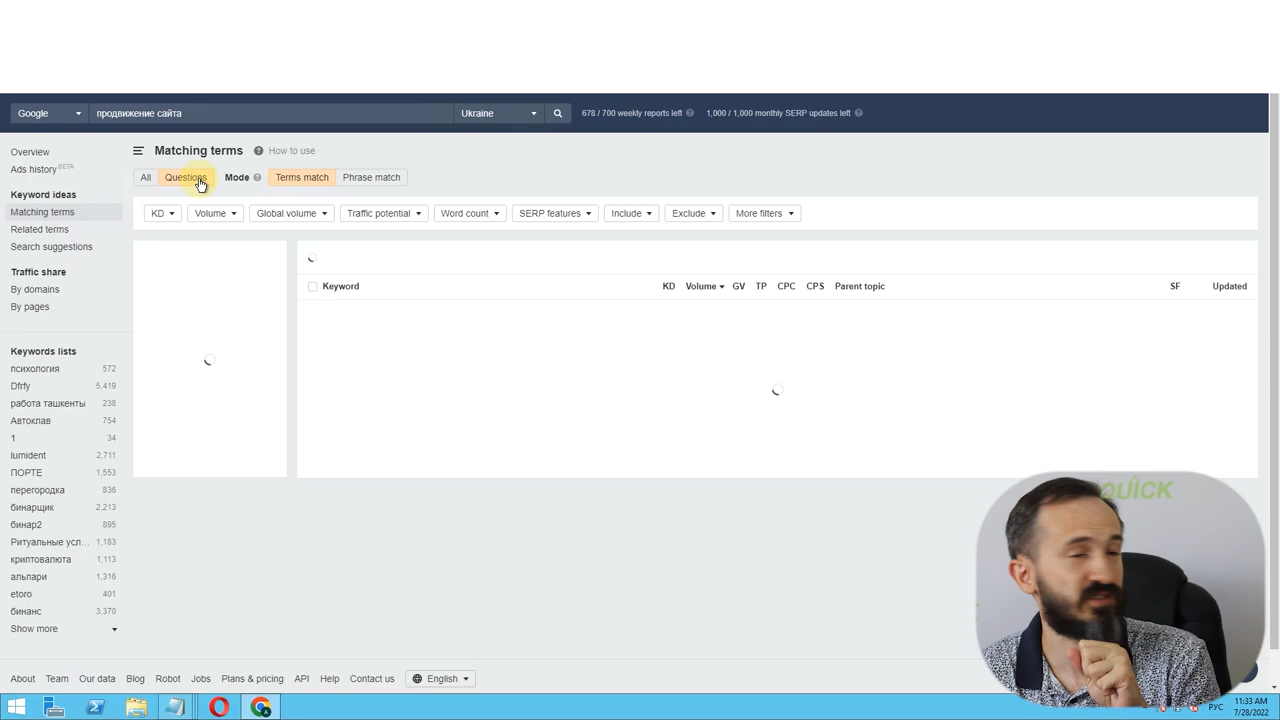 Google
продвижение сайта
Ukraine
678 / 700 weekly reports left
1,000 / 1,000 monthly SERP updates left
Overview
Ads history BETA
Keyword ideas
Matching terms
Related terms
Search suggestions
Traffic share
By domains
By pages
Keywords lists
психология 572
Dfrfy 5,419
работа ташкенты 238
Автоклав 754
1 34
lumident 2,711
ПОРТЕ 1,553
перегородка 836
бинарщик 2,213
бинар2 895
Ритуальные усл... 1,183
криптовалюта 1,113
альпари 1,316
etoro 401
бинанс 3,370
Show more
Matching terms ? How to use
All Questions Mode ? Terms match Phrase match
KD Volume Global volume Traffic potential Word count SERP features Include Exclude More filters
Keyword KD Volume GV TP CPC CPS Parent topic SF Updated
QUICK
About Team Our data Blog Robot Jobs Plans & pricing API Help Contact us English
РУС
11:33 AM
7/28/2022